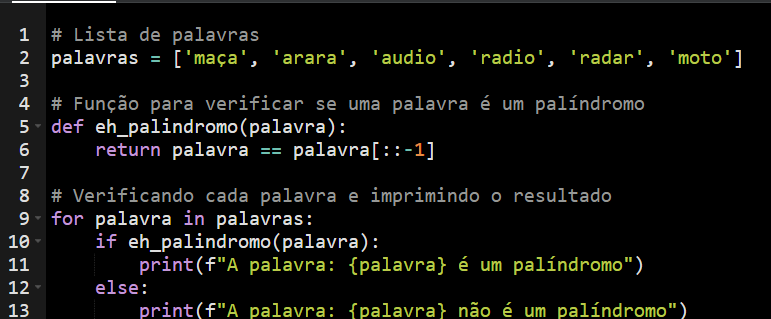 1 # Lista de palavras
2 palavras = ['maça', 'arara', 'audio', 'radio', 'radar', 'moto']
3
4 # Função para verificar se uma palavra é um palíndromo
5 def eh_palindromo(palavra):
6     return palavra == palavra[::-1]
7
8 # Verificando cada palavra e imprimindo o resultado
9 for palavra in palavras:
10     if eh_palindromo(palavra):
11         print(f"A palavra: {palavra} é um palíndromo")
12     else:
13         print(f"A palavra: {palavra} não é um palíndromo")